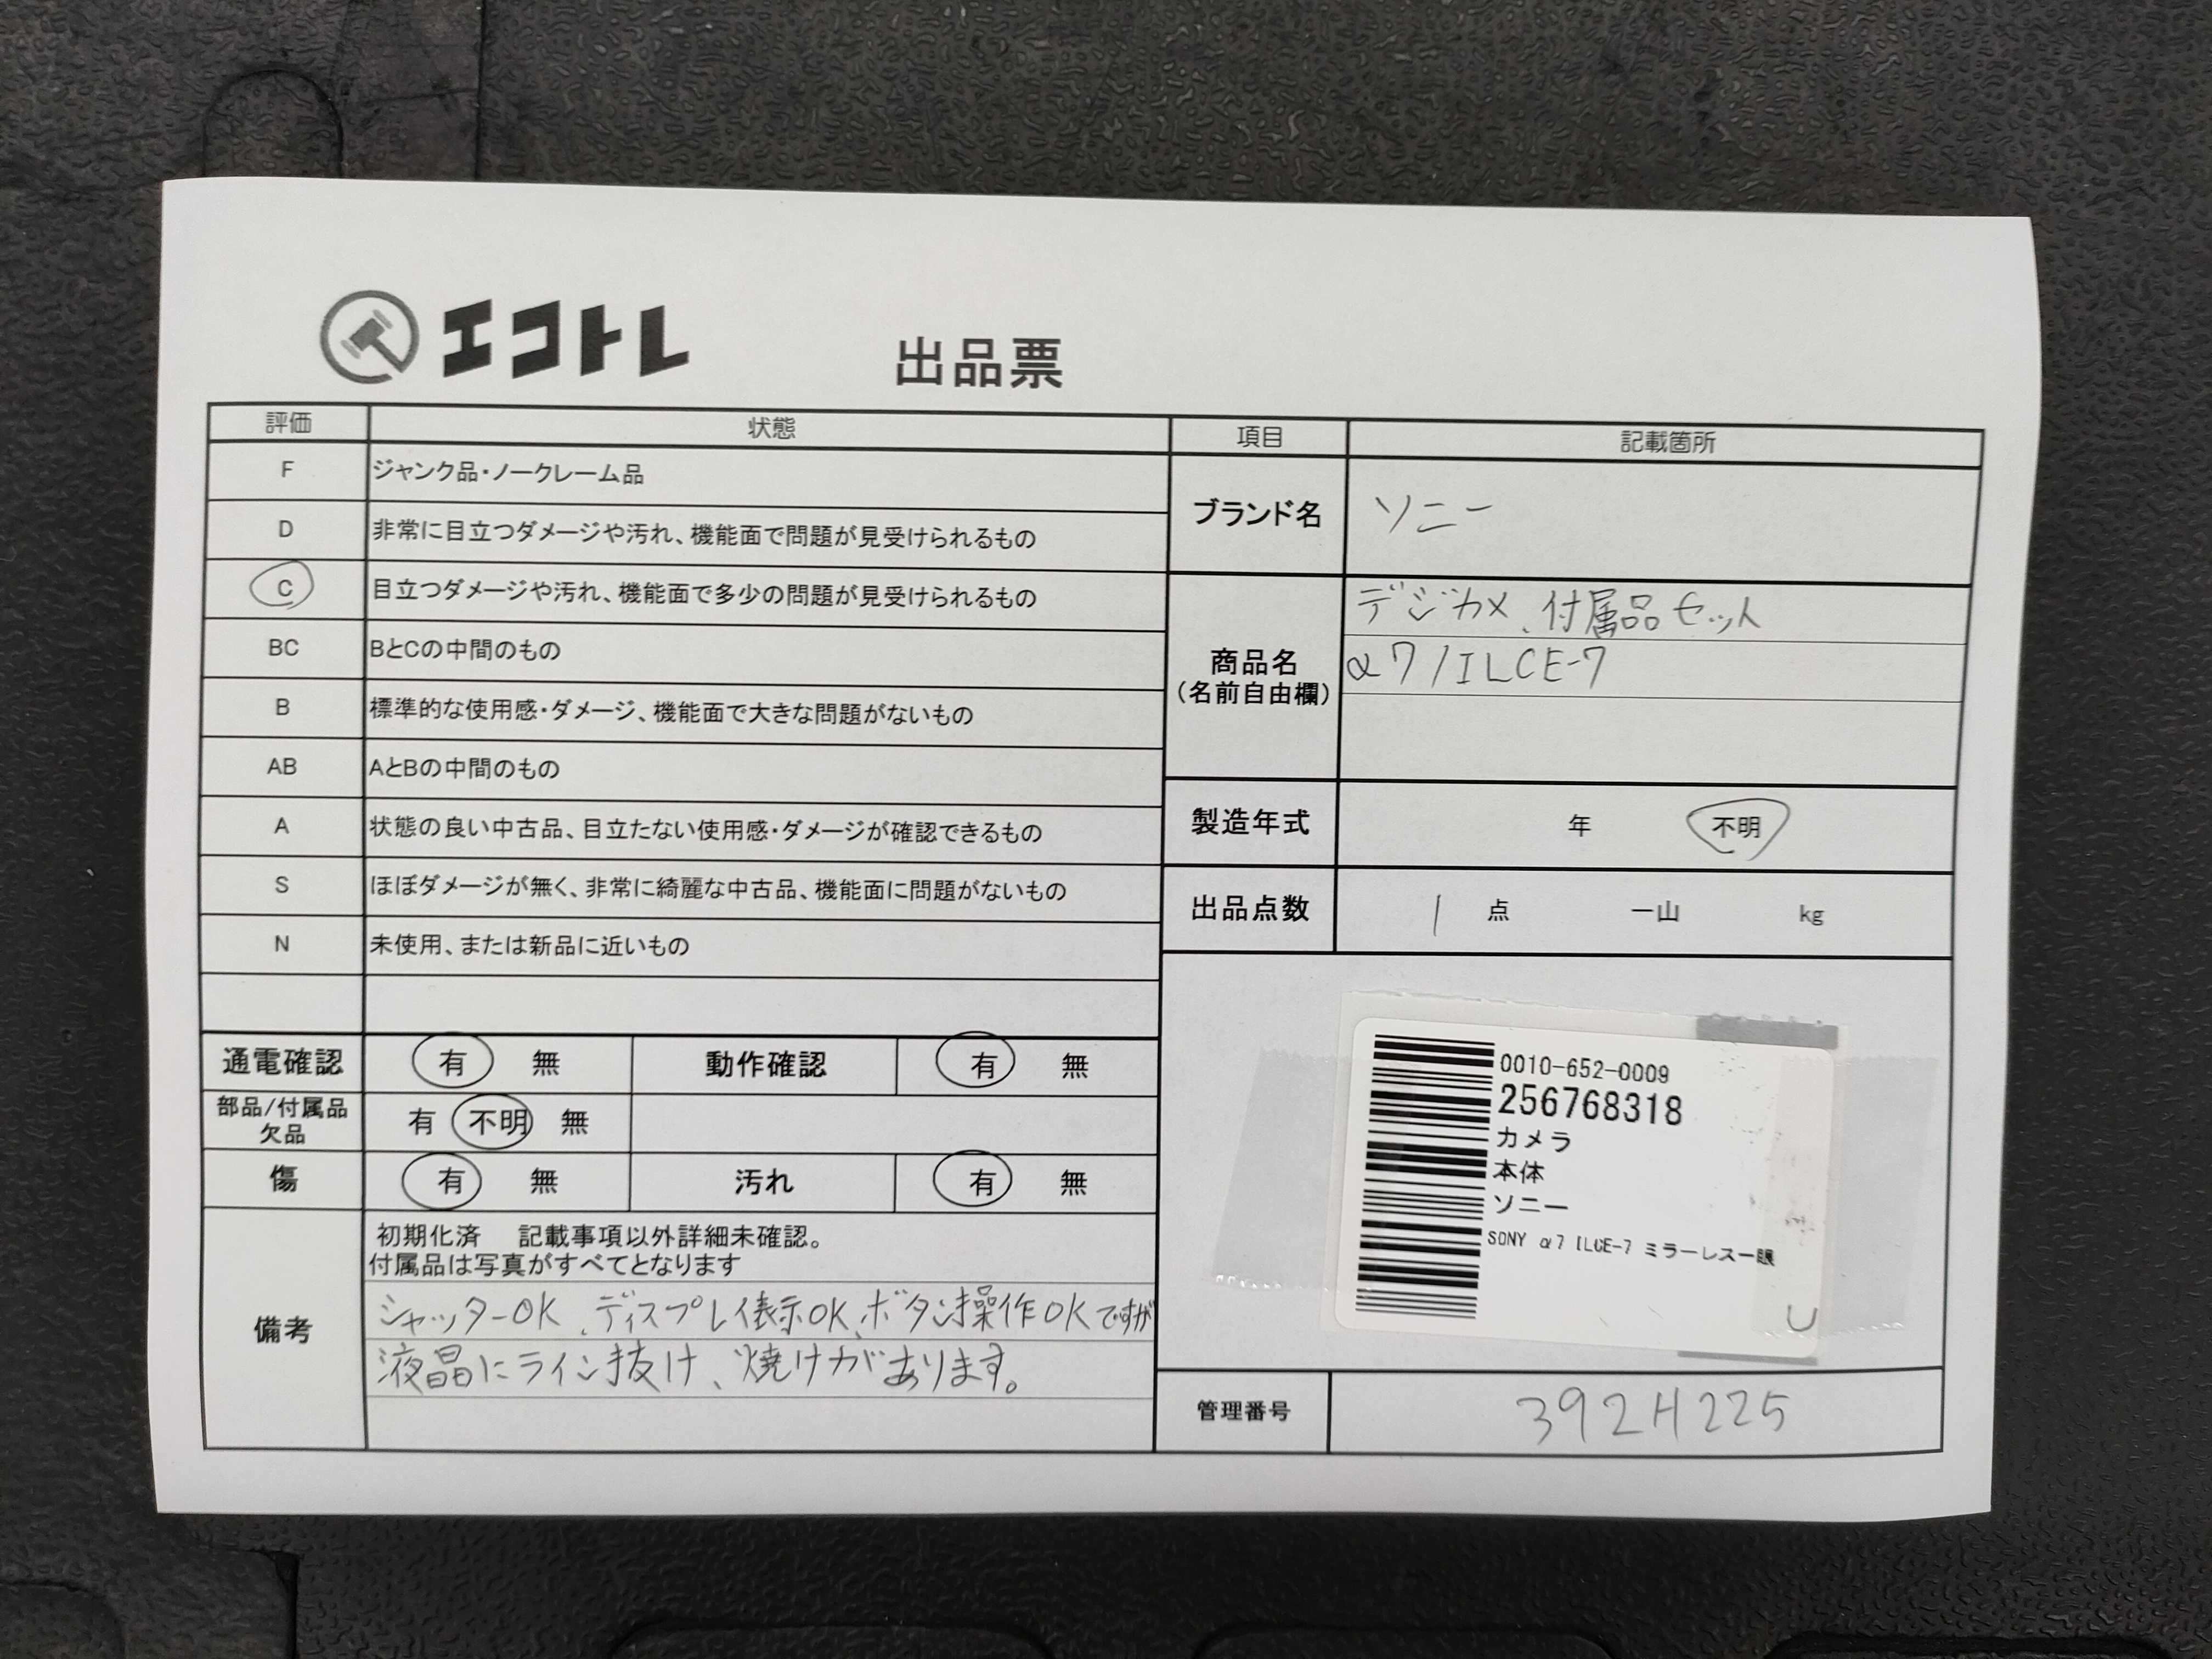 エコトレ
出品票
評価 状態
F ジャンク品・ノークレーム品
D 非常に目立つダメージや汚れ、機能面で問題が見受けられるもの
C 目立つダメージや汚れ、機能面で多少の問題が見受けられるもの
BC BとCの中間のもの
B 標準的な使用感・ダメージ、機能面で大きな問題がないもの
AB AとBの中間のもの
A 状態の良い中古品、目立たない使用感・ダメージが確認できるもの
S ほぼダメージが無く、非常に綺麗な中古品、機能面に問題がないもの
N 未使用、または新品に近いもの
通電確認 有 無 動作確認 有 無
部品/付属品
欠品
有 不明 無
傷 有 無 汚れ 有 無
備考
初期化済 記載事項以外詳細未確認。
付属品は写真がすべてとなります
シャッターOK、ディスプレイ表示OK、ボタン操作OKですが
液晶にライン抜け、焼けがあります。
項目 記載箇所
ブランド名 ソニー
商品名
(名前自由欄)
デジカメ、付属品セット
α7/ILCE-7
製造年式 年 不明
出品点数 1 点 一山 kg
0010-652-0009
256768318
カメラ
本体
ソニー
SONY α7 ILCE-7 ミラーレス一眼
U
管理番号 392H225